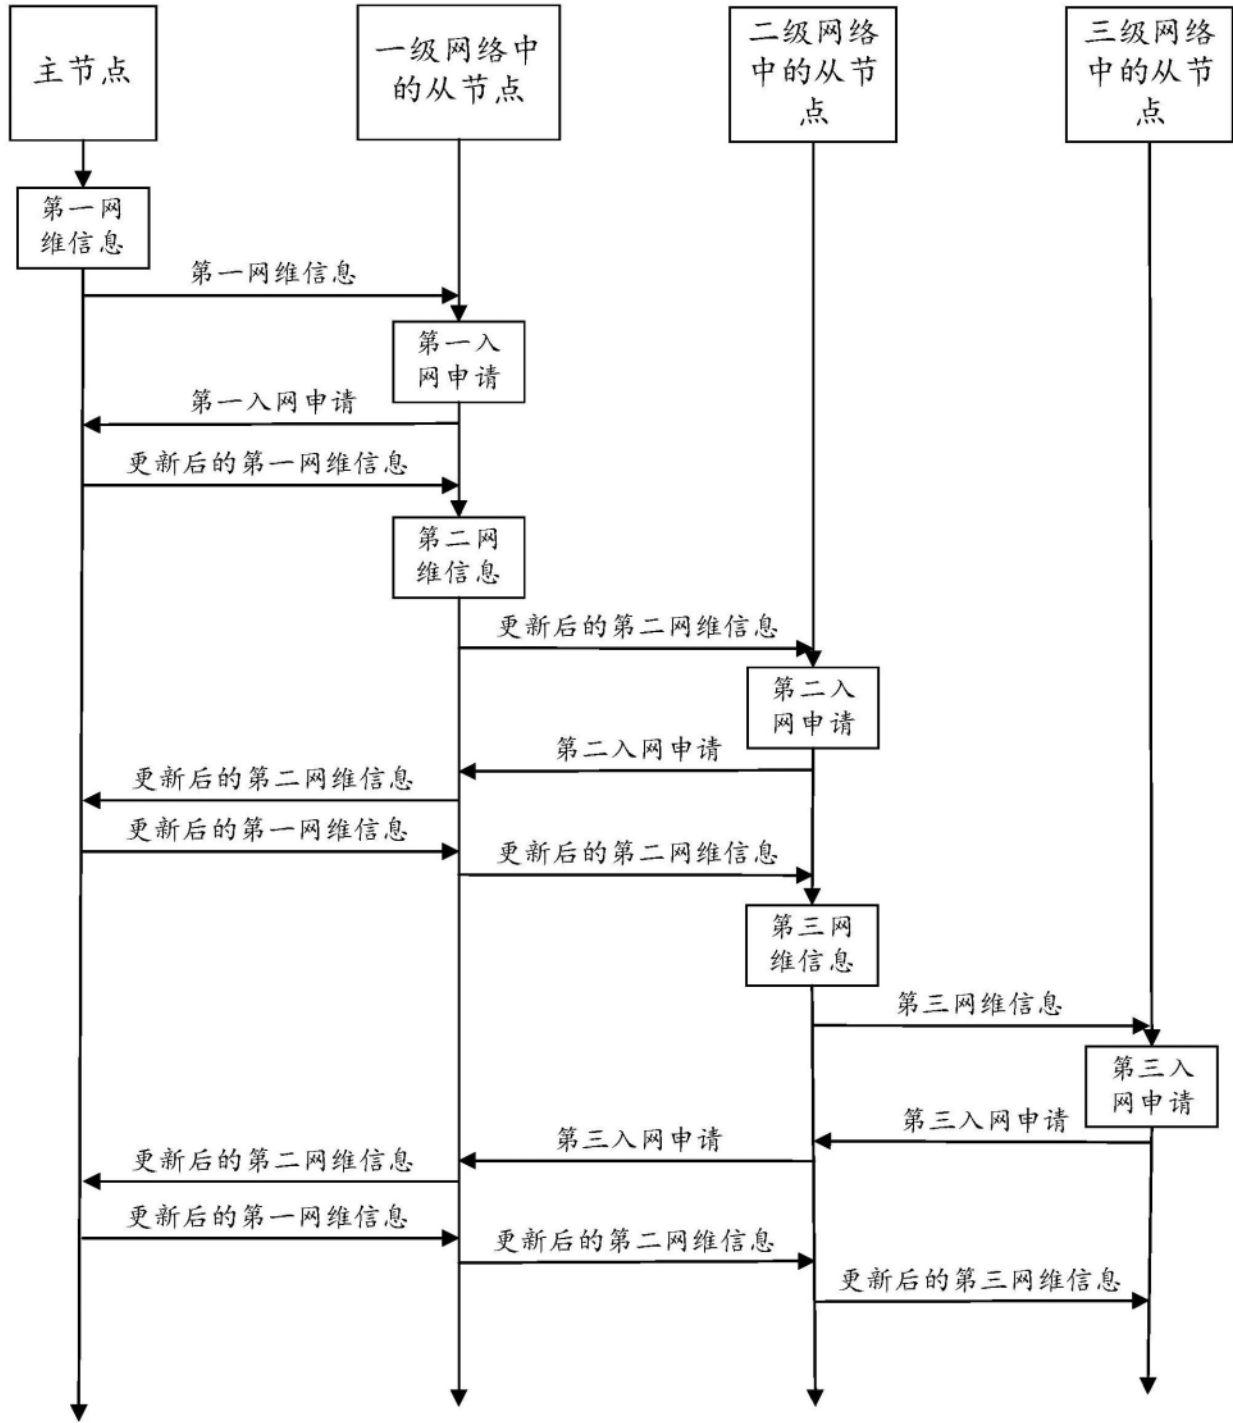 主节点
一级网络中
的从节点
二级网络
中的从节
点
三级网络
中的从节
点
第一网
维信息
第一网维信息
第一入
网申请
第一入网申请
更新后的第一网维信息
第二网
维信息
更新后的第二网维信息
第二入
网申请
第二入网申请
更新后的第二网维信息
更新后的第一网维信息
更新后的第二网维信息
第三网
维信息
第三网维信息
第三入
网申请
第三入网申请
第三入网申请
更新后的第二网维信息
更新后的第一网维信息
更新后的第二网维信息
更新后的第三网维信息